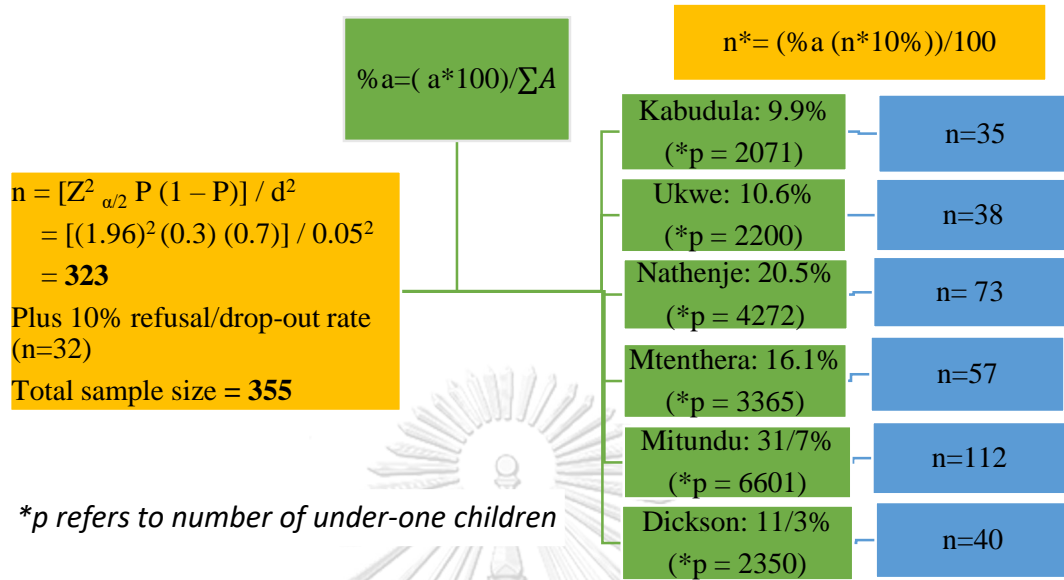 %a=( a*100)/∑A
n*= (%a (n*10%))/100
n = [Z² α/2 P (1 – P)] / d²
= [(1.96)² (0.3) (0.7)] / 0.05²
= 323
Plus 10% refusal/drop-out rate
(n=32)
Total sample size = 355
Kabudula: 9.9%
(*p = 2071)
n=35
Ukwe: 10.6%
(*p = 2200)
n=38
Nathenje: 20.5%
(*p = 4272)
n= 73
Mtenthera: 16.1%
(*p = 3365)
n=57
Mitundu: 31/7%
(*p = 6601)
n=112
Dickson: 11/3%
(*p = 2350)
n=40
*p refers to number of under-one children